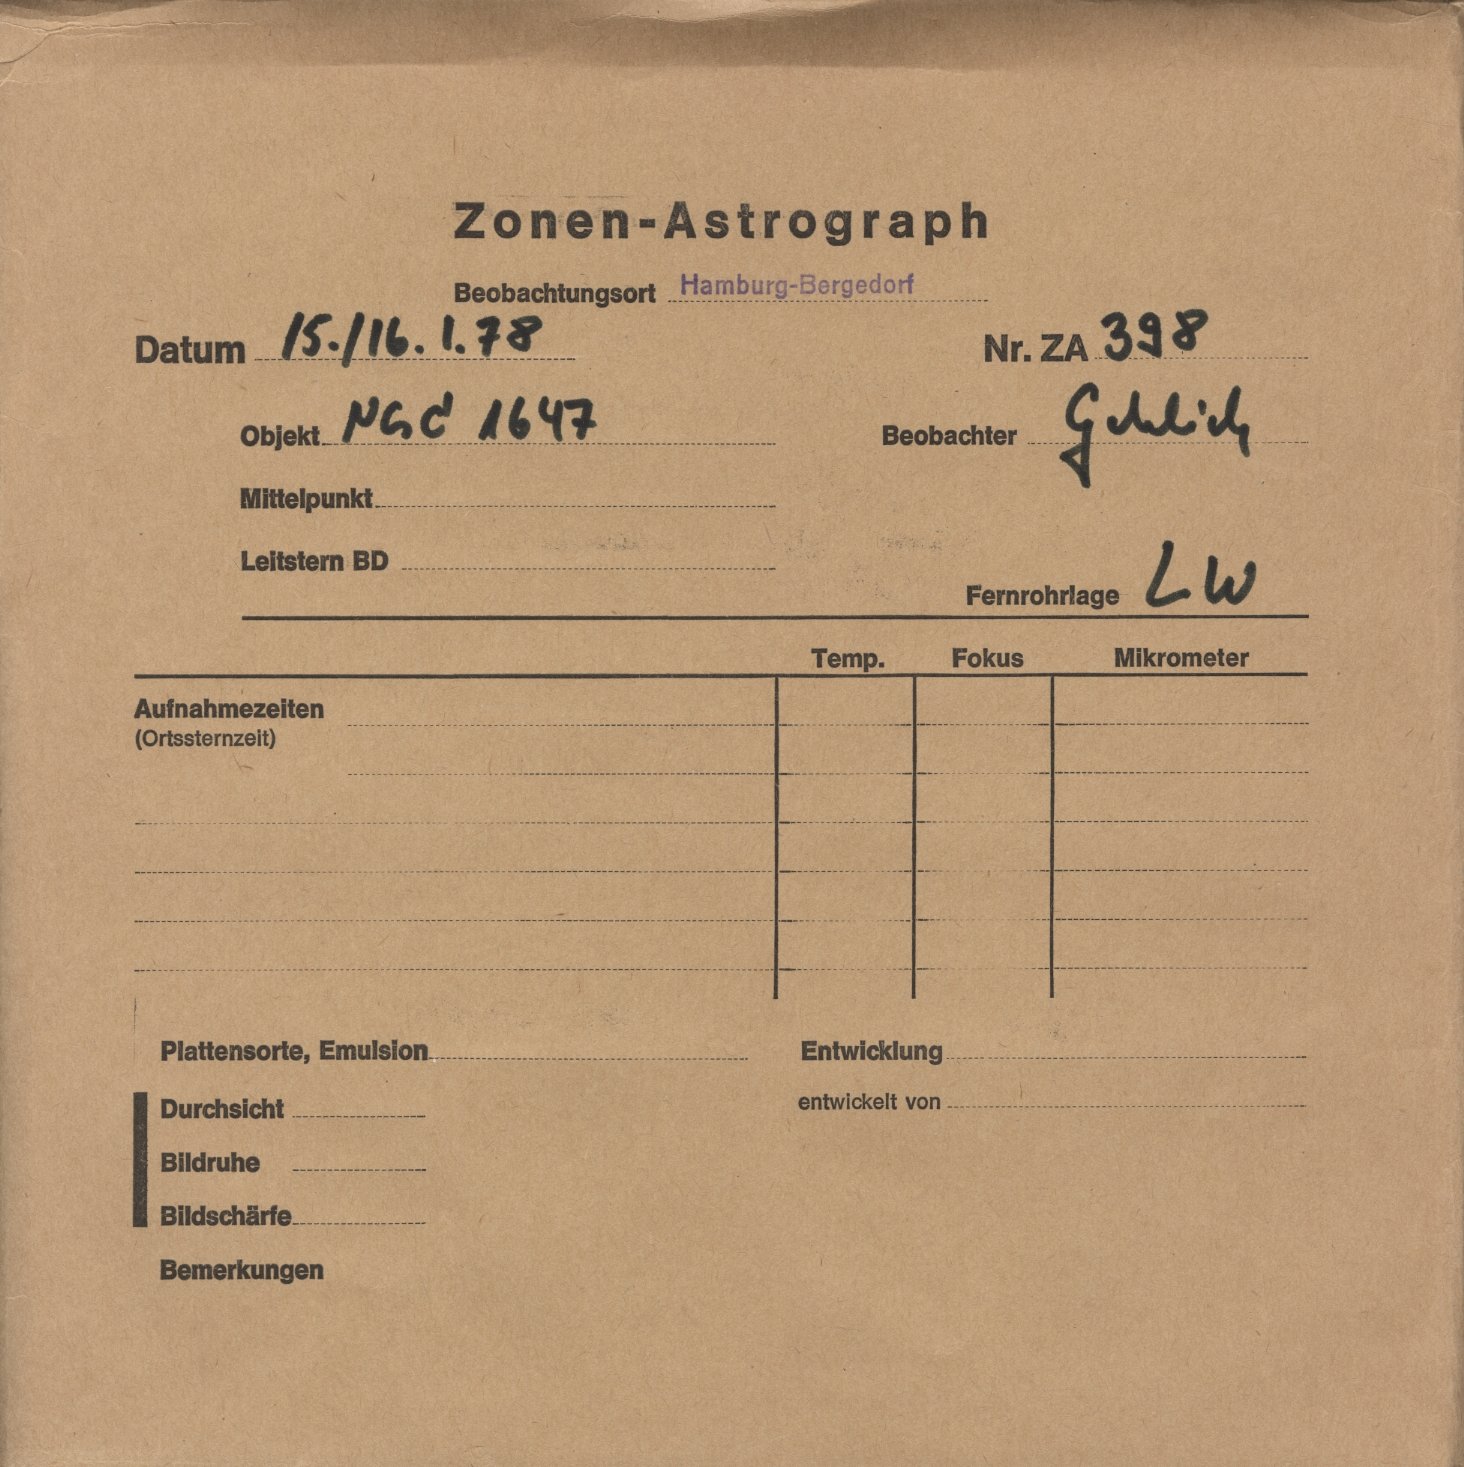 Zonen-Astrograph
Beobachtungsort Hamburg-Bergedorf
Datum 15./16. 1. 78 Nr. ZA 398
Objekt NGC 1647 Beobachter
Mittelpunkt
Leitstern BD
Fernrohrlage LW
Temp. Fokus Mikrometer
Aufnahmezeiten
(Ortssternzeit)
Plattensorte, Emulsion Entwicklung
Durchsicht entwickelt von
Bildruhe
Bildschärfe
Bemerkungen